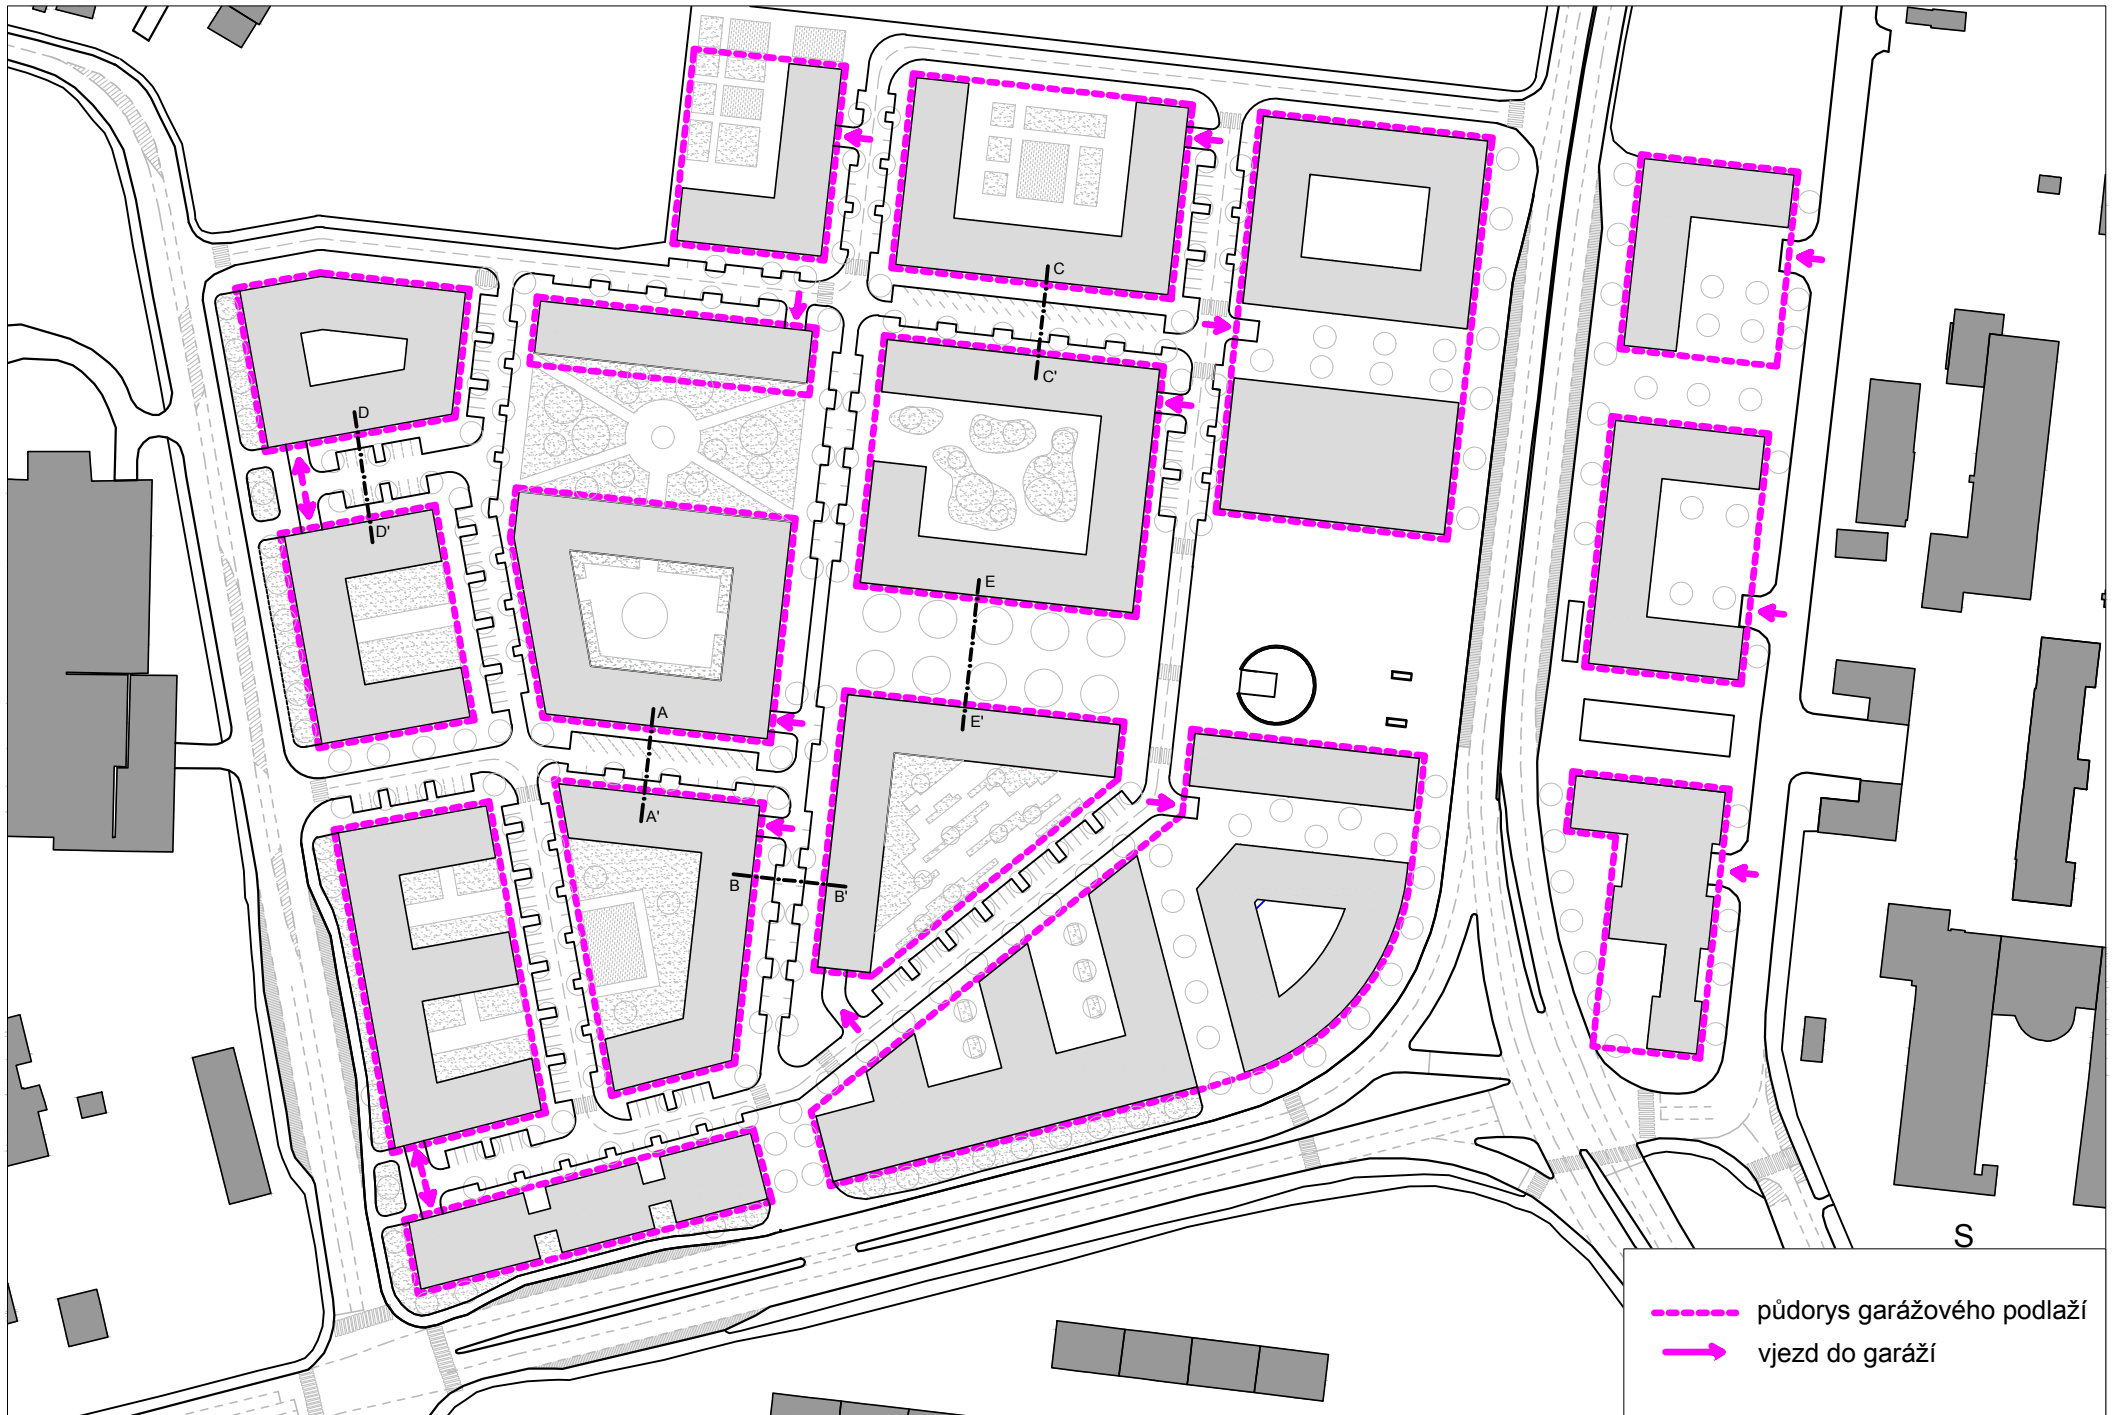 C
C'
D
D'
E
E'
A
A'
B
B'
S
půdorys garážového podlaží
vjezd do garáží